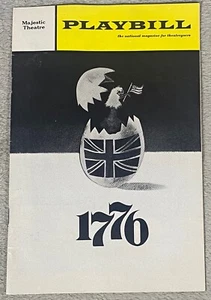 Majestic
Theatre
PLAYBILL
the national magazine for theatregoers
1776